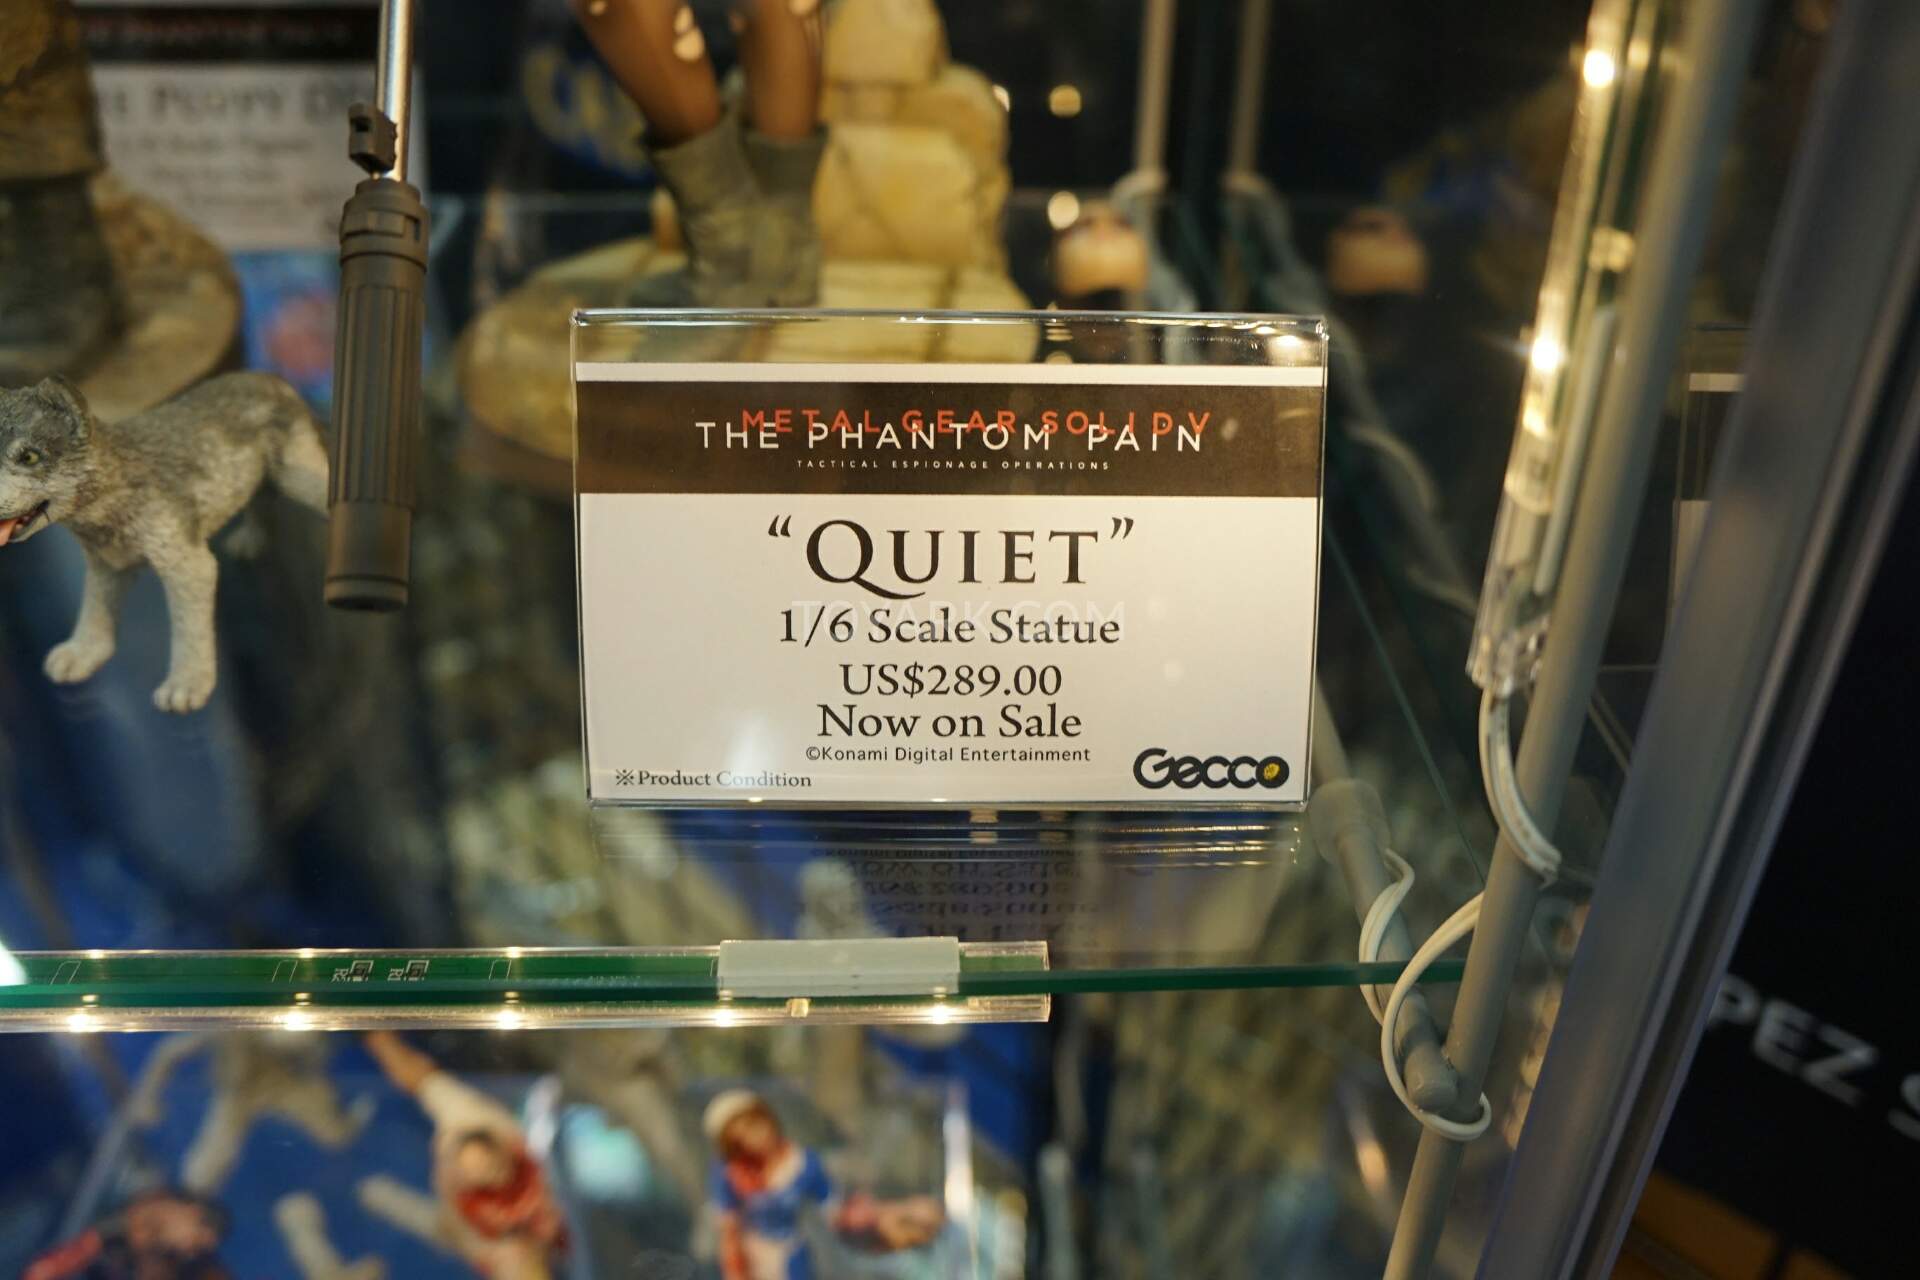 METAL GEAR SOLID V
THE PHANTOM PAIN
TACTICAL ESPIONAGE OPERATIONS
“QUIET”
TOYARK.COM
1/6 Scale Statue
US$289.00
Now on Sale
©Konami Digital Entertainment
※Product Condition
Gecco
PEZ